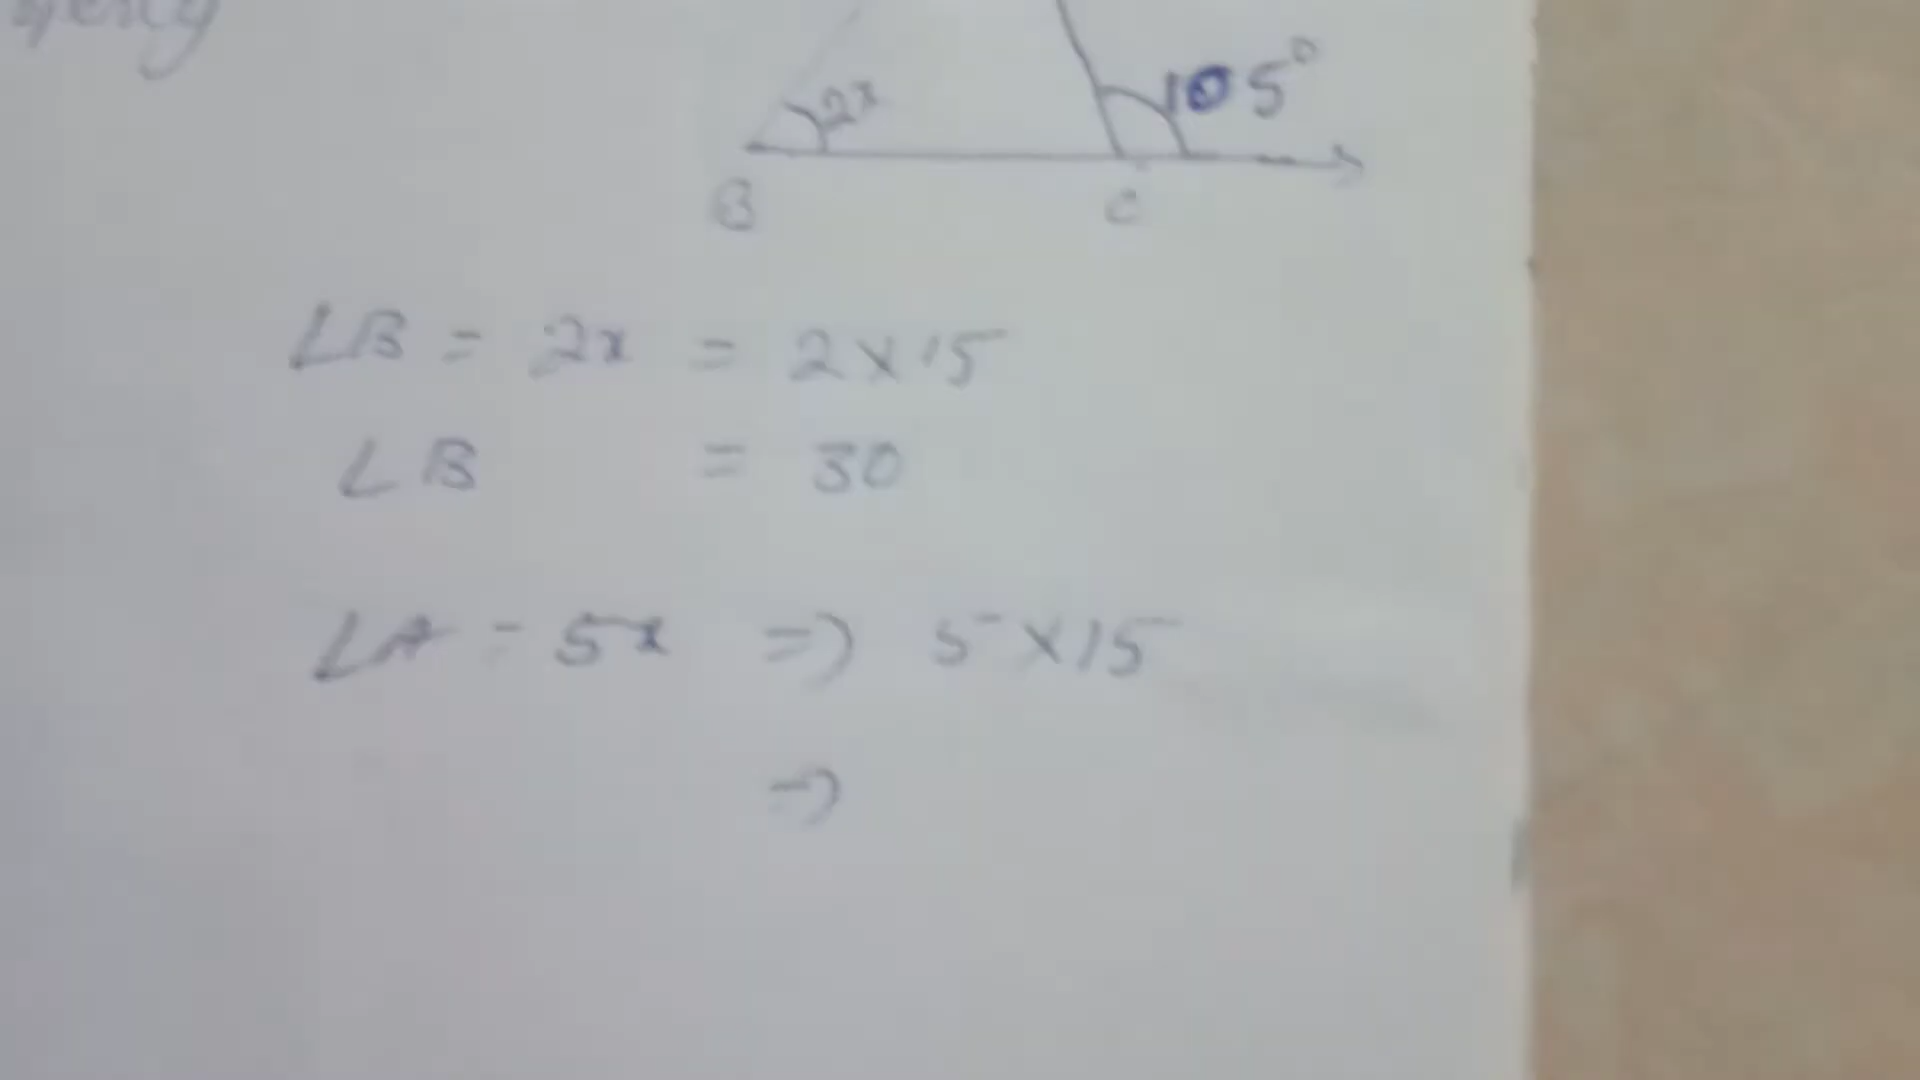 2x
105°
B
C
∠B = 2x = 2×15
∠B = 30
∠A = 5x => 5×15
=>